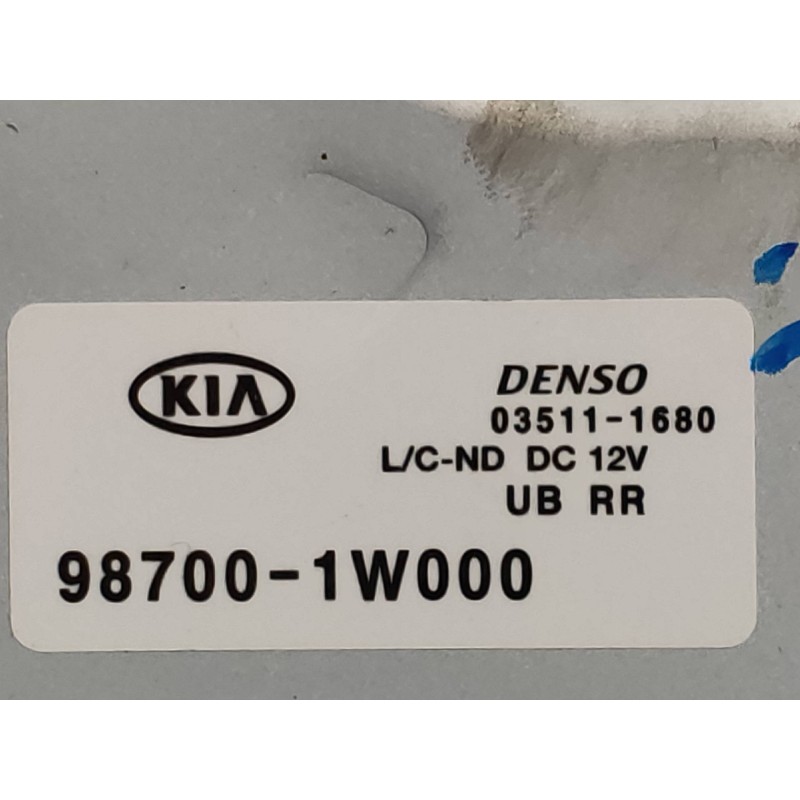 KIA
DENSO
03511-1680
L/C-ND DC 12V
UB RR
98700-1W000